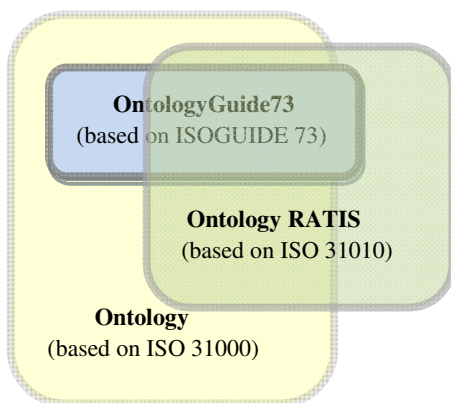 OntologyGuide73
(based on ISOGUIDE 73)
Ontology RATIS
(based on ISO 31010)
Ontology
(based on ISO 31000)